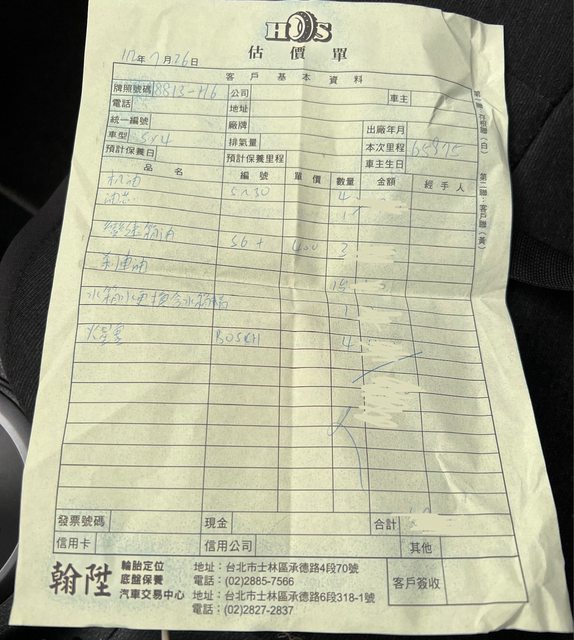 HOS
估價單
112年7月26日
客戶基本資料
牌照號碼 8813-H6 公司 車主
電話 地址
統一編號 廠牌 出廠年月
車型 排氣量 本次里程 65975
預計保養日 預計保養里程 車主生日
品名 編號 單價 數量 金額 經手人
機油 5W30 4
油芯 1
變速箱油 400
剎車油
水箱水更換含水箱精 1
火星塞 BOSCH 4
第一聯:存根聯(白)
第二聯:客戶聯(黃)
發票號碼 現金 合計
信用卡 信用公司 其他
翰陞
輪胎定位
底盤保養
汽車交易中心
地址:台北市士林區承德路4段70號
電話:(02)2885-7566
地址:台北市士林區承德路6段318-1號
電話:(02)2827-2837
客戶簽收